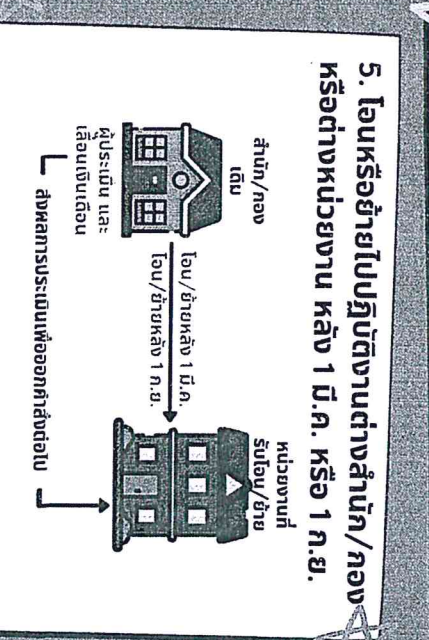 5. โอนหรือย้ายไปปฏิบัติงานต่างสำนัก/กอง
หรือต่างหน่วยงาน หลัง 1 มี.ค. หรือ 1 ก.ย.
สำนัก/กอง
เดิม
โอน/ย้ายหลัง 1 มี.ค.
โอน/ย้ายหลัง 1 ก.ย.
หน่วยงานที่
รับโอน/ย้าย
ผู้ประเมิน และ
เลื่อนเงินเดือน
ส่งผลการประเมินเพื่อออกคำสั่งต่อไป